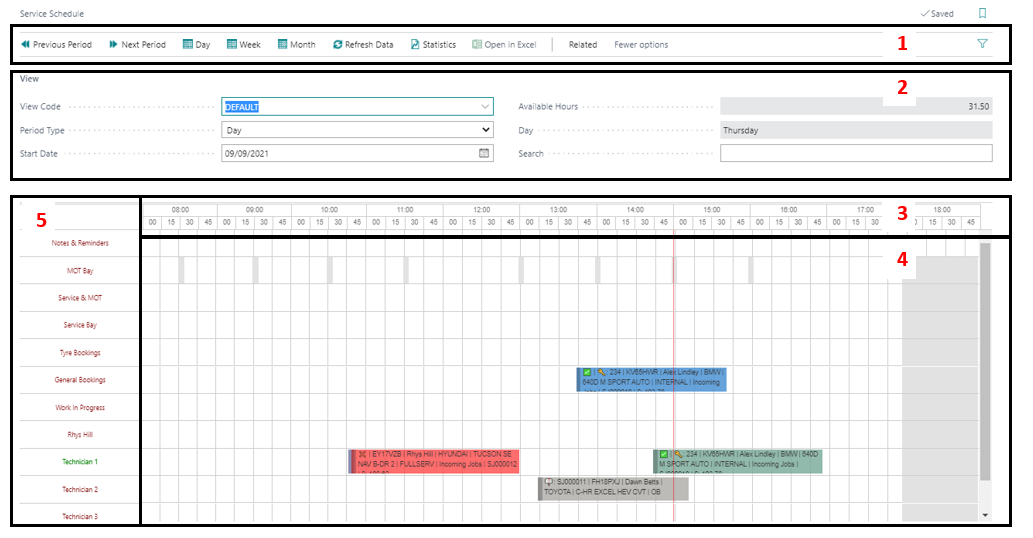 Service Schedule
Saved
Previous Period Next Period Day Week Month Refresh Data Statistics Open in Excel Related Fewer options
1
View
2
View Code DEFAULT Available Hours 31.50
Period Type Day Day Thursday
Start Date 09/09/2021 Search
5
08:00 09:00 10:00 11:00 12:00 13:00 14:00 15:00 16:00 17:00 18:00
3
00 15 30 45 00 15 30 45 00 15 30 45 00 15 30 45 00 15 30 45 00 15 30 45 00 15 30 45 00 15 30 45 00 15 30 45 00 15 30 45 00 15 30 45
Notes & Reminders
4
MOT Bay
Service & MOT
Service Bay
Tyre Bookings
General Bookings
234 | KV65HWR | Alex Lindley | BMW |
640D M SPORT AUTO | INTERNAL | Incoming
Work In Progress
Rhys Hill
Technician 1
| EY17VZB | Rhys Hill | HYUNDAI | TUCSON SE
NAV B-DR 2 | FULLSERV | Incoming Jobs | SJ000012
234 | KV65HWR | Alex Lindley | BMW | 640D
M SPORT AUTO | INTERNAL | Incoming Jobs |
Technician 2
SJ000011 | FH18PXJ | Dawn Betts |
TOYOTA | C-HR EXCEL HEV CVT | OB
Technician 3